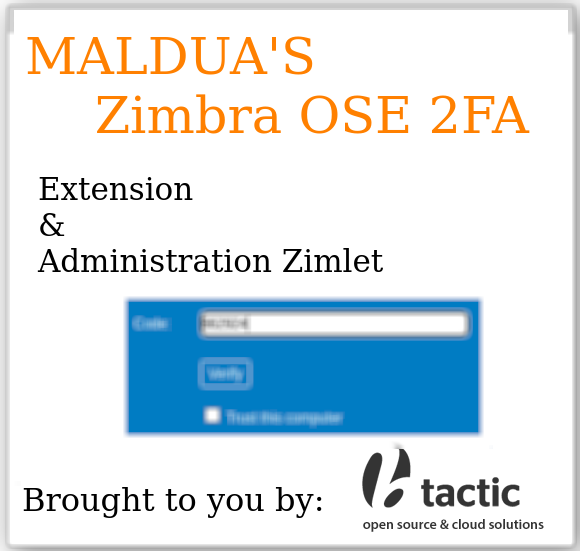 MALDUA'S
Zimbra OSE 2FA
Extension
&
Administration Zimlet
Code:
Verify
Trust this computer
Brought to you by:
tactic
open source & cloud solutions